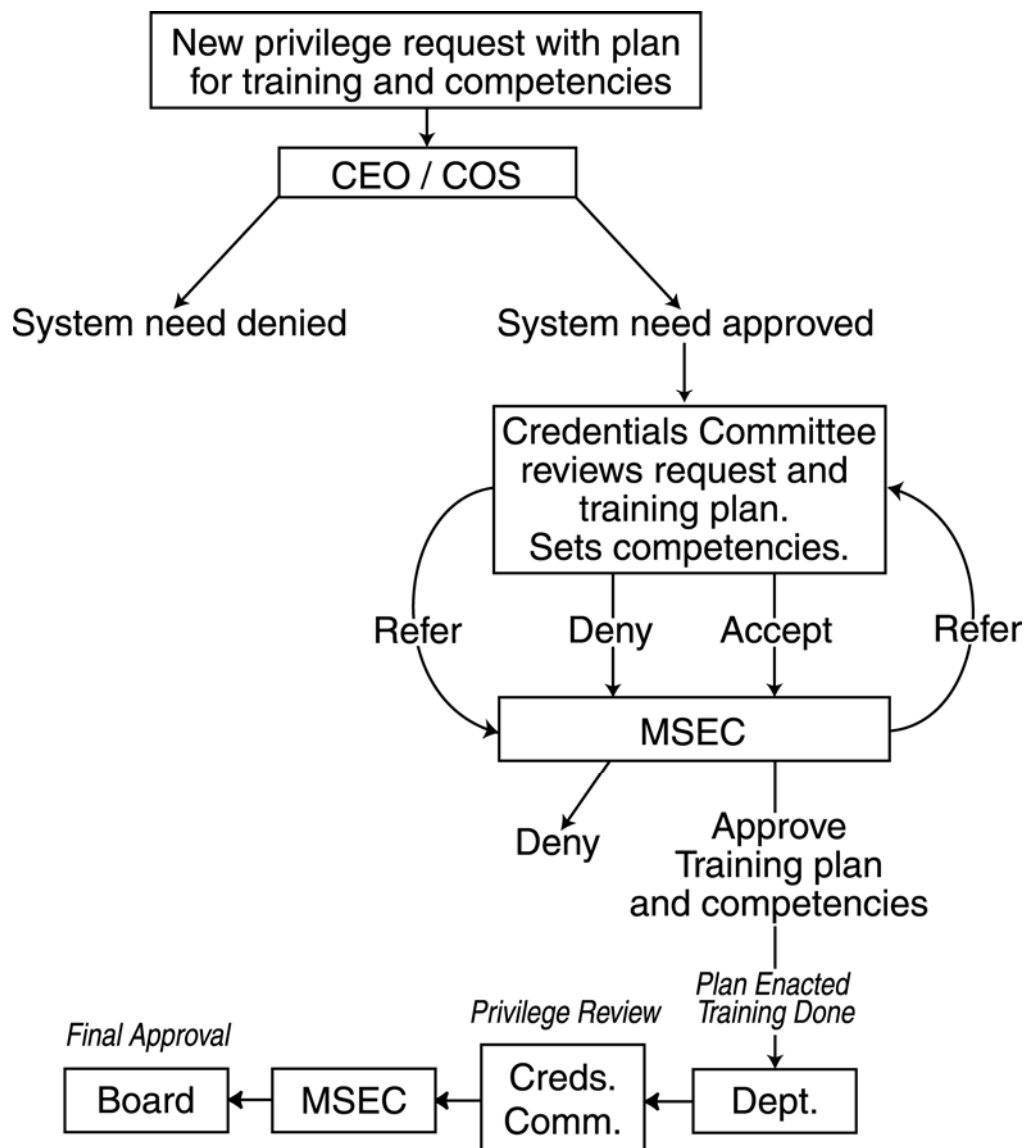 New privilege request with plan
for training and competencies
CEO / COS
System need denied
System need approved
Credentials Committee
reviews request and
training plan.
Sets competencies.
Refer
Deny
Accept
Refer
MSEC
Deny
Approve
Training plan
and competencies
Plan Enacted
Training Done
Privilege Review
Final Approval
Board
MSEC
Creds.
Comm.
Dept.